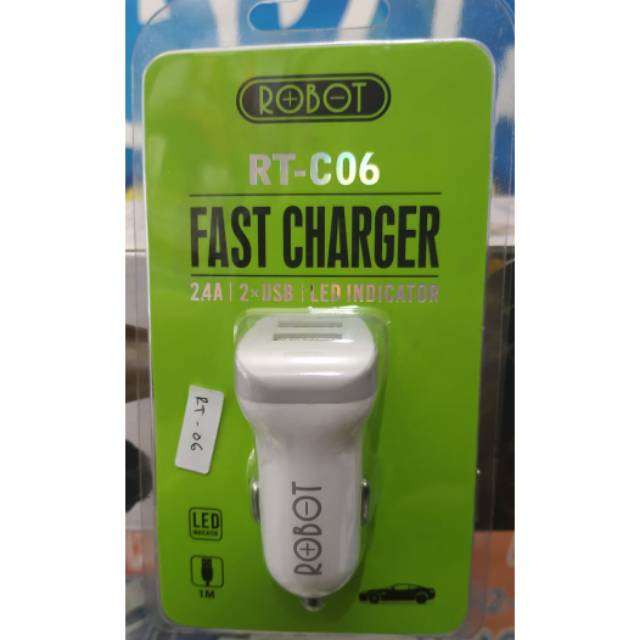 ROBOT
RT-C06
FAST CHARGER
2.4A | 2×USB | LED INDICATOR
RT - 06
ROBOT
LED
INDICATOR
1M